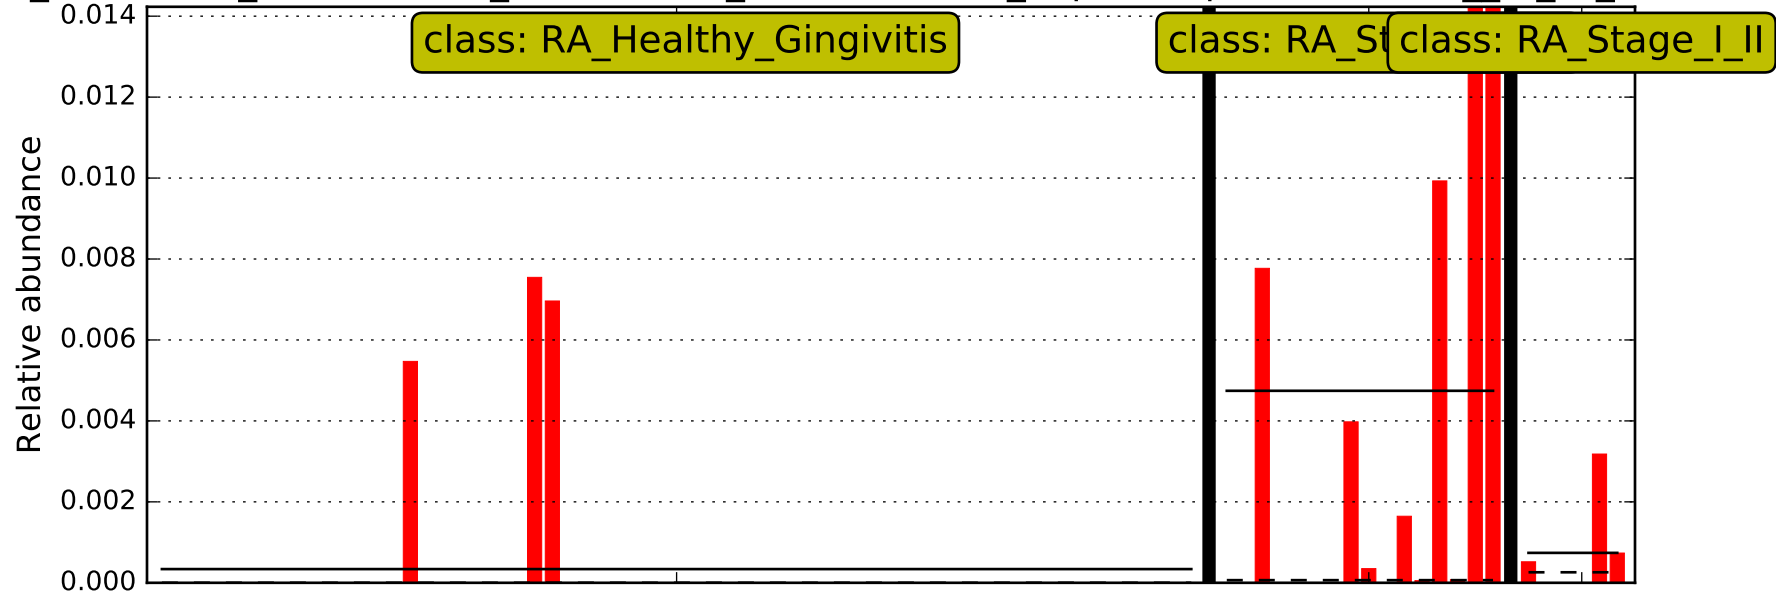 class: RA_Healthy_Gingivitis
class: RA_St
class: RA_Stage_I_II
Relative abundance
0.014
0.012
0.010
0.008
0.006
0.004
0.002
0.000